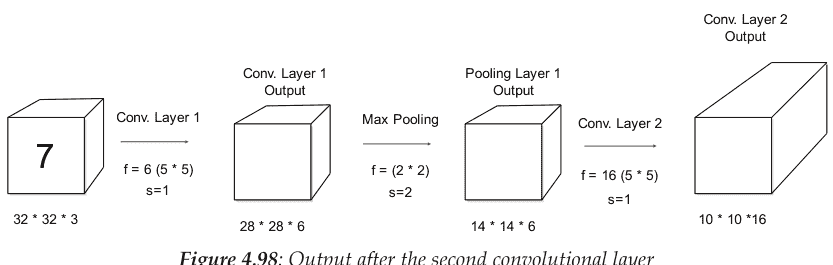 Conv. Layer 2
Output
Conv. Layer 1
Output
Pooling Layer 1
Output
Conv. Layer 1
Max Pooling
Conv. Layer 2
7
f = 6 (5 * 5)
s=1
f = (2 * 2)
s=2
f = 16 (5 * 5)
s=1
32 * 32 * 3
28 * 28 * 6
14 * 14 * 6
10 * 10 *16
Figure 4.98: Output after the second convolutional layer